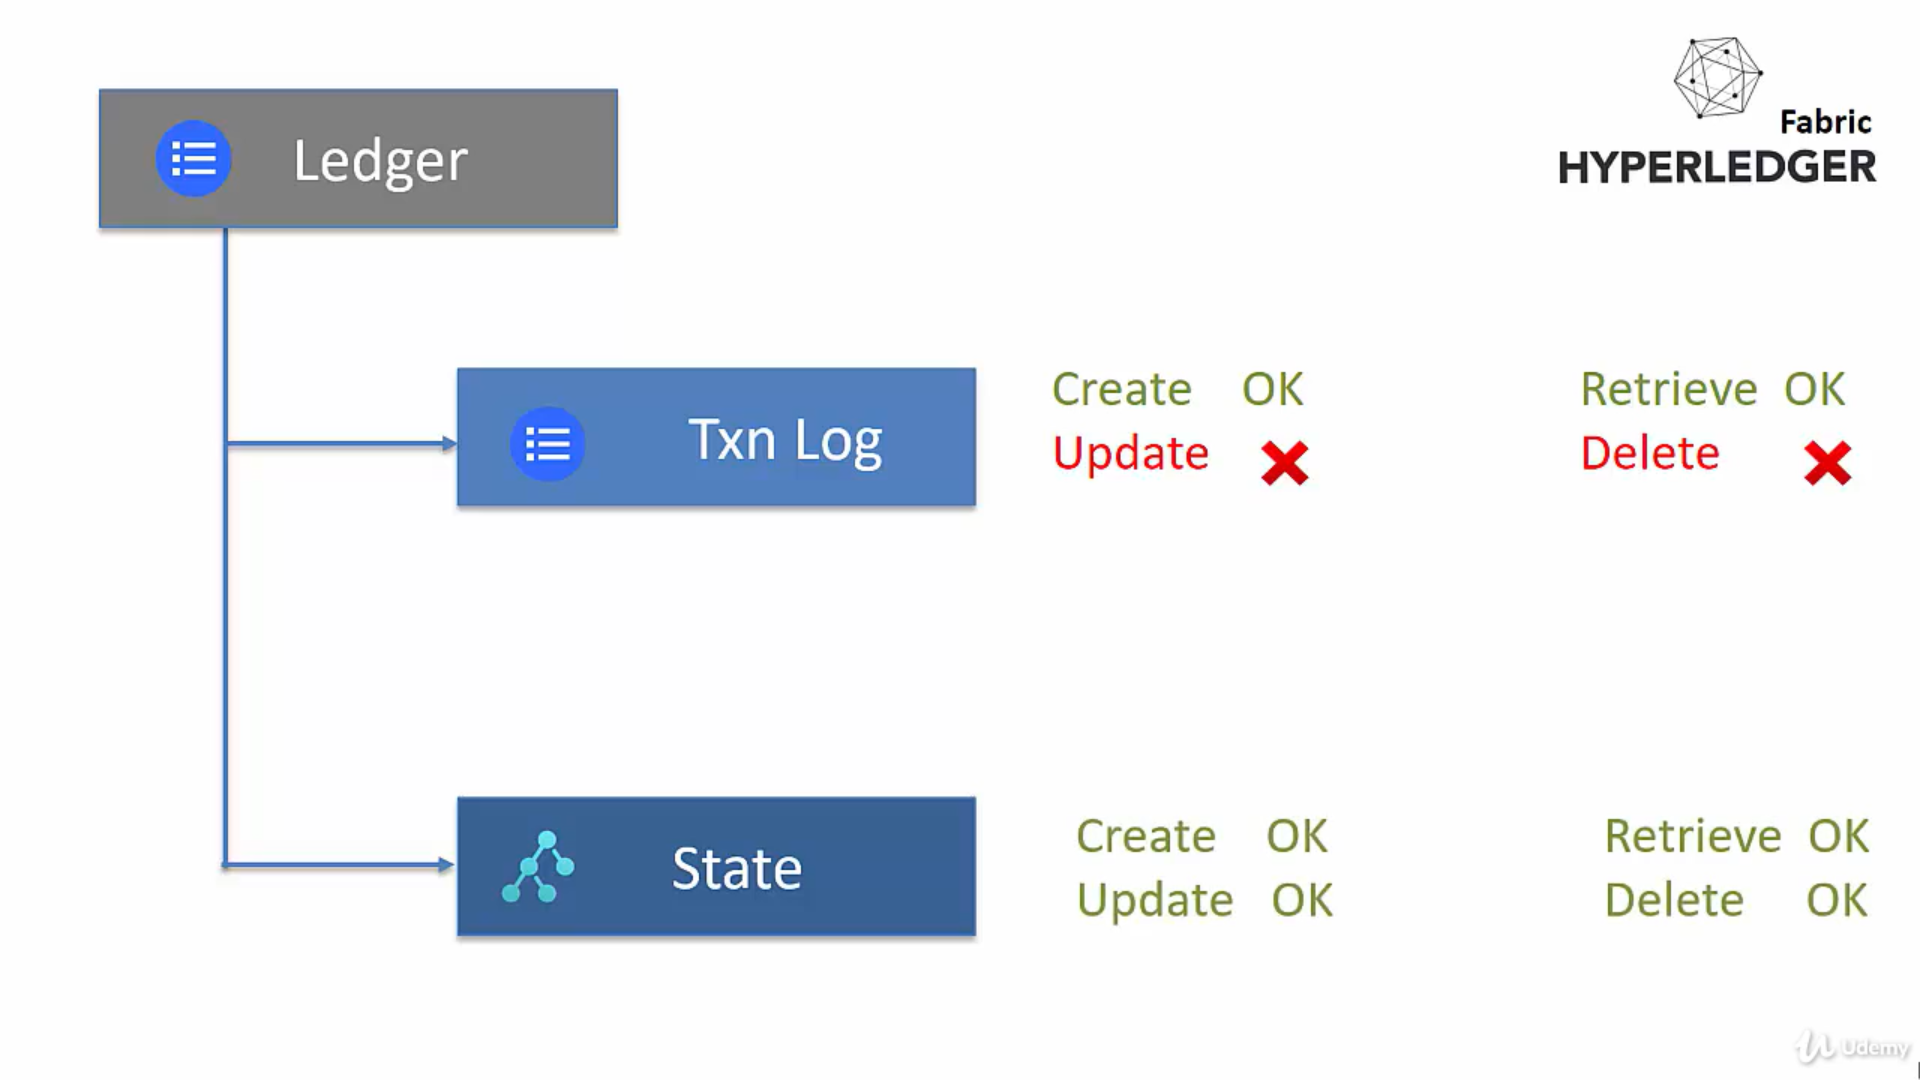 Ledger
Fabric
HYPERLEDGER
Txn Log
Create OK
Retrieve OK
Update
Delete
State
Create OK
Retrieve OK
Update OK
Delete OK
Udemy